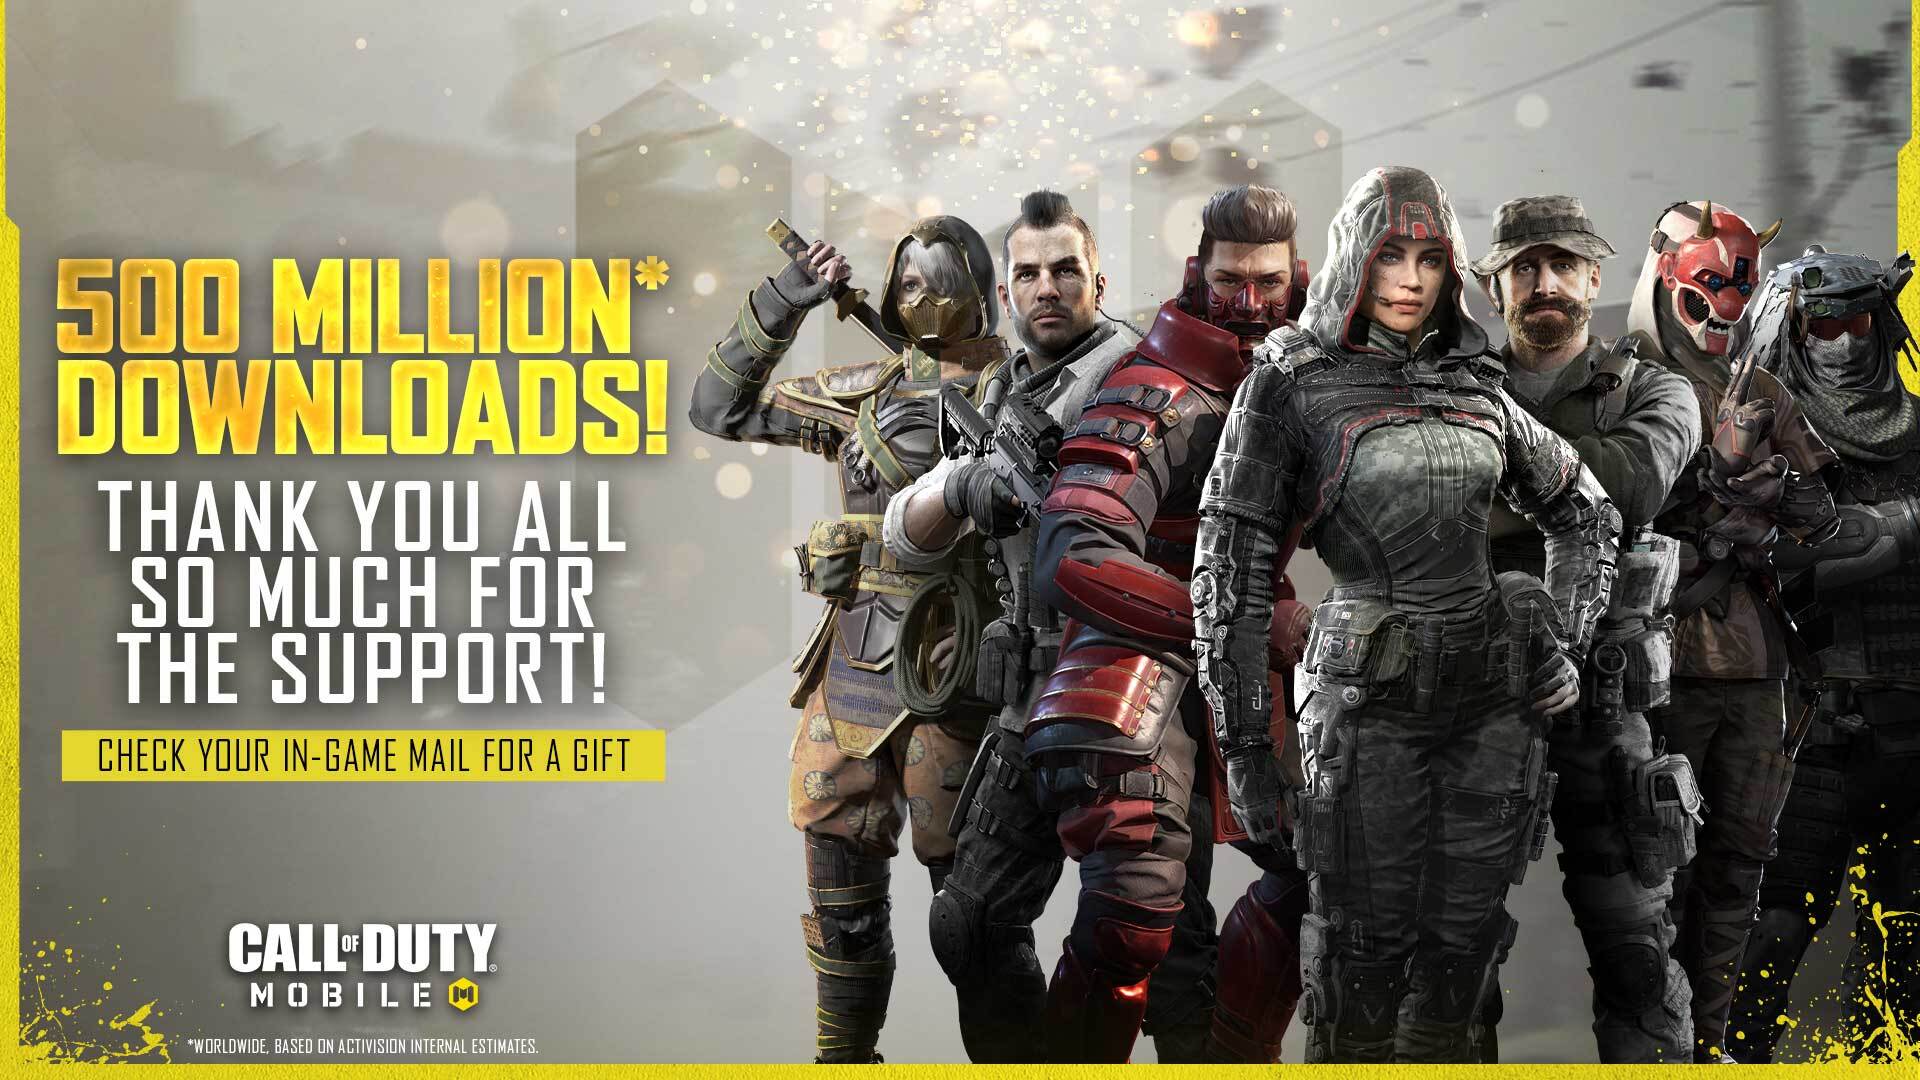 500 MILLION*
DOWNLOADS!
THANK YOU ALL
SO MUCH FOR
THE SUPPORT!
CHECK YOUR IN-GAME MAIL FOR A GIFT
CALL OF DUTY®
MOBILE
*WORLDWIDE, BASED ON ACTIVISION INTERNAL ESTIMATES.